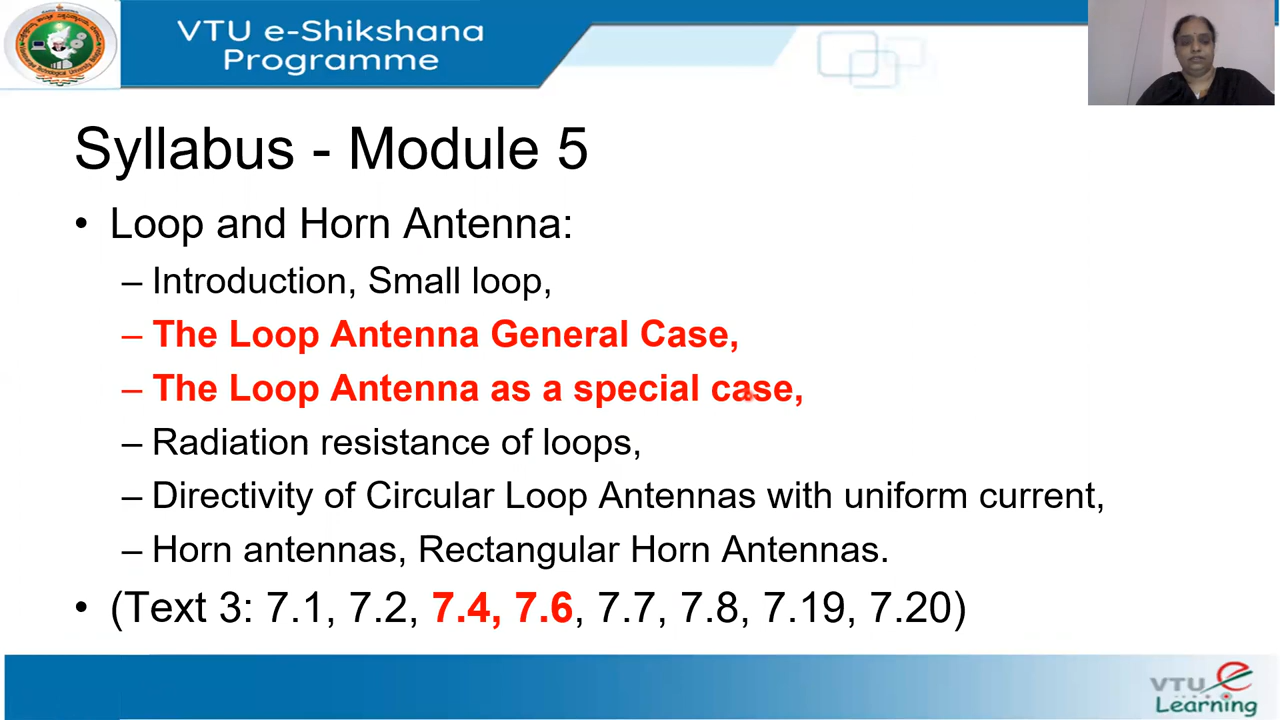 VTU e-Shikshana
Programme
Syllabus - Module 5
• Loop and Horn Antenna:
– Introduction, Small loop,
– The Loop Antenna General Case,
– The Loop Antenna as a special case,
– Radiation resistance of loops,
– Directivity of Circular Loop Antennas with uniform current,
– Horn antennas, Rectangular Horn Antennas.
• (Text 3: 7.1, 7.2, 7.4, 7.6, 7.7, 7.8, 7.19, 7.20)
VTU e
Learning